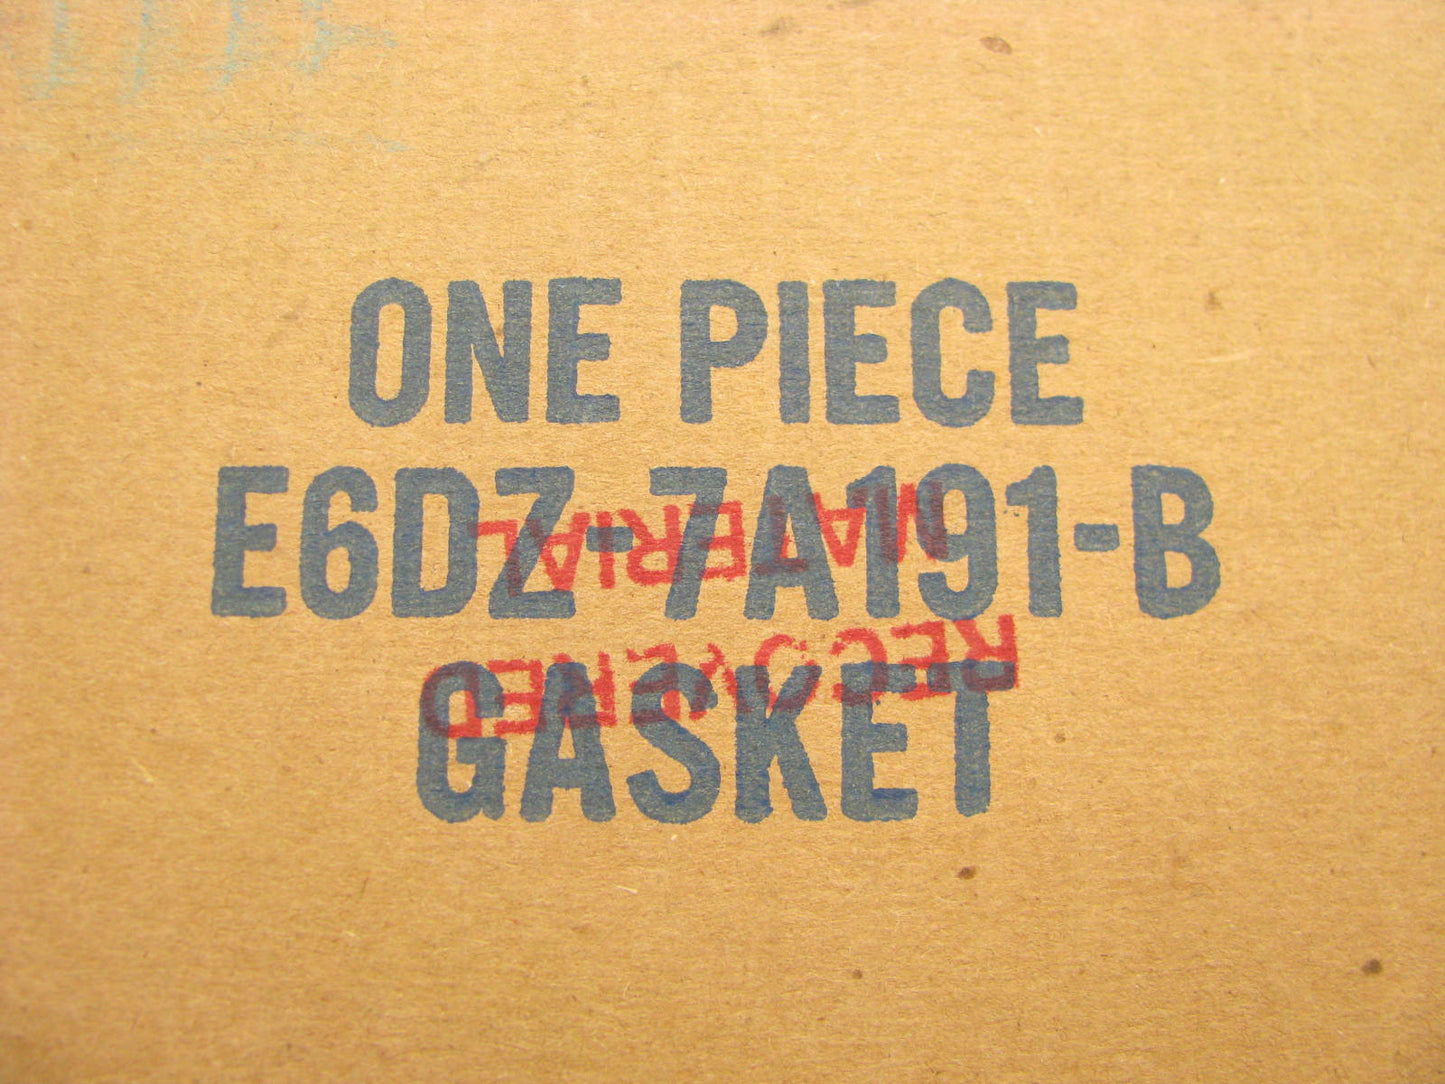 ONE PIECE
E6DZ-7A191-B
GASKET
RECOVERED
MATERIAL